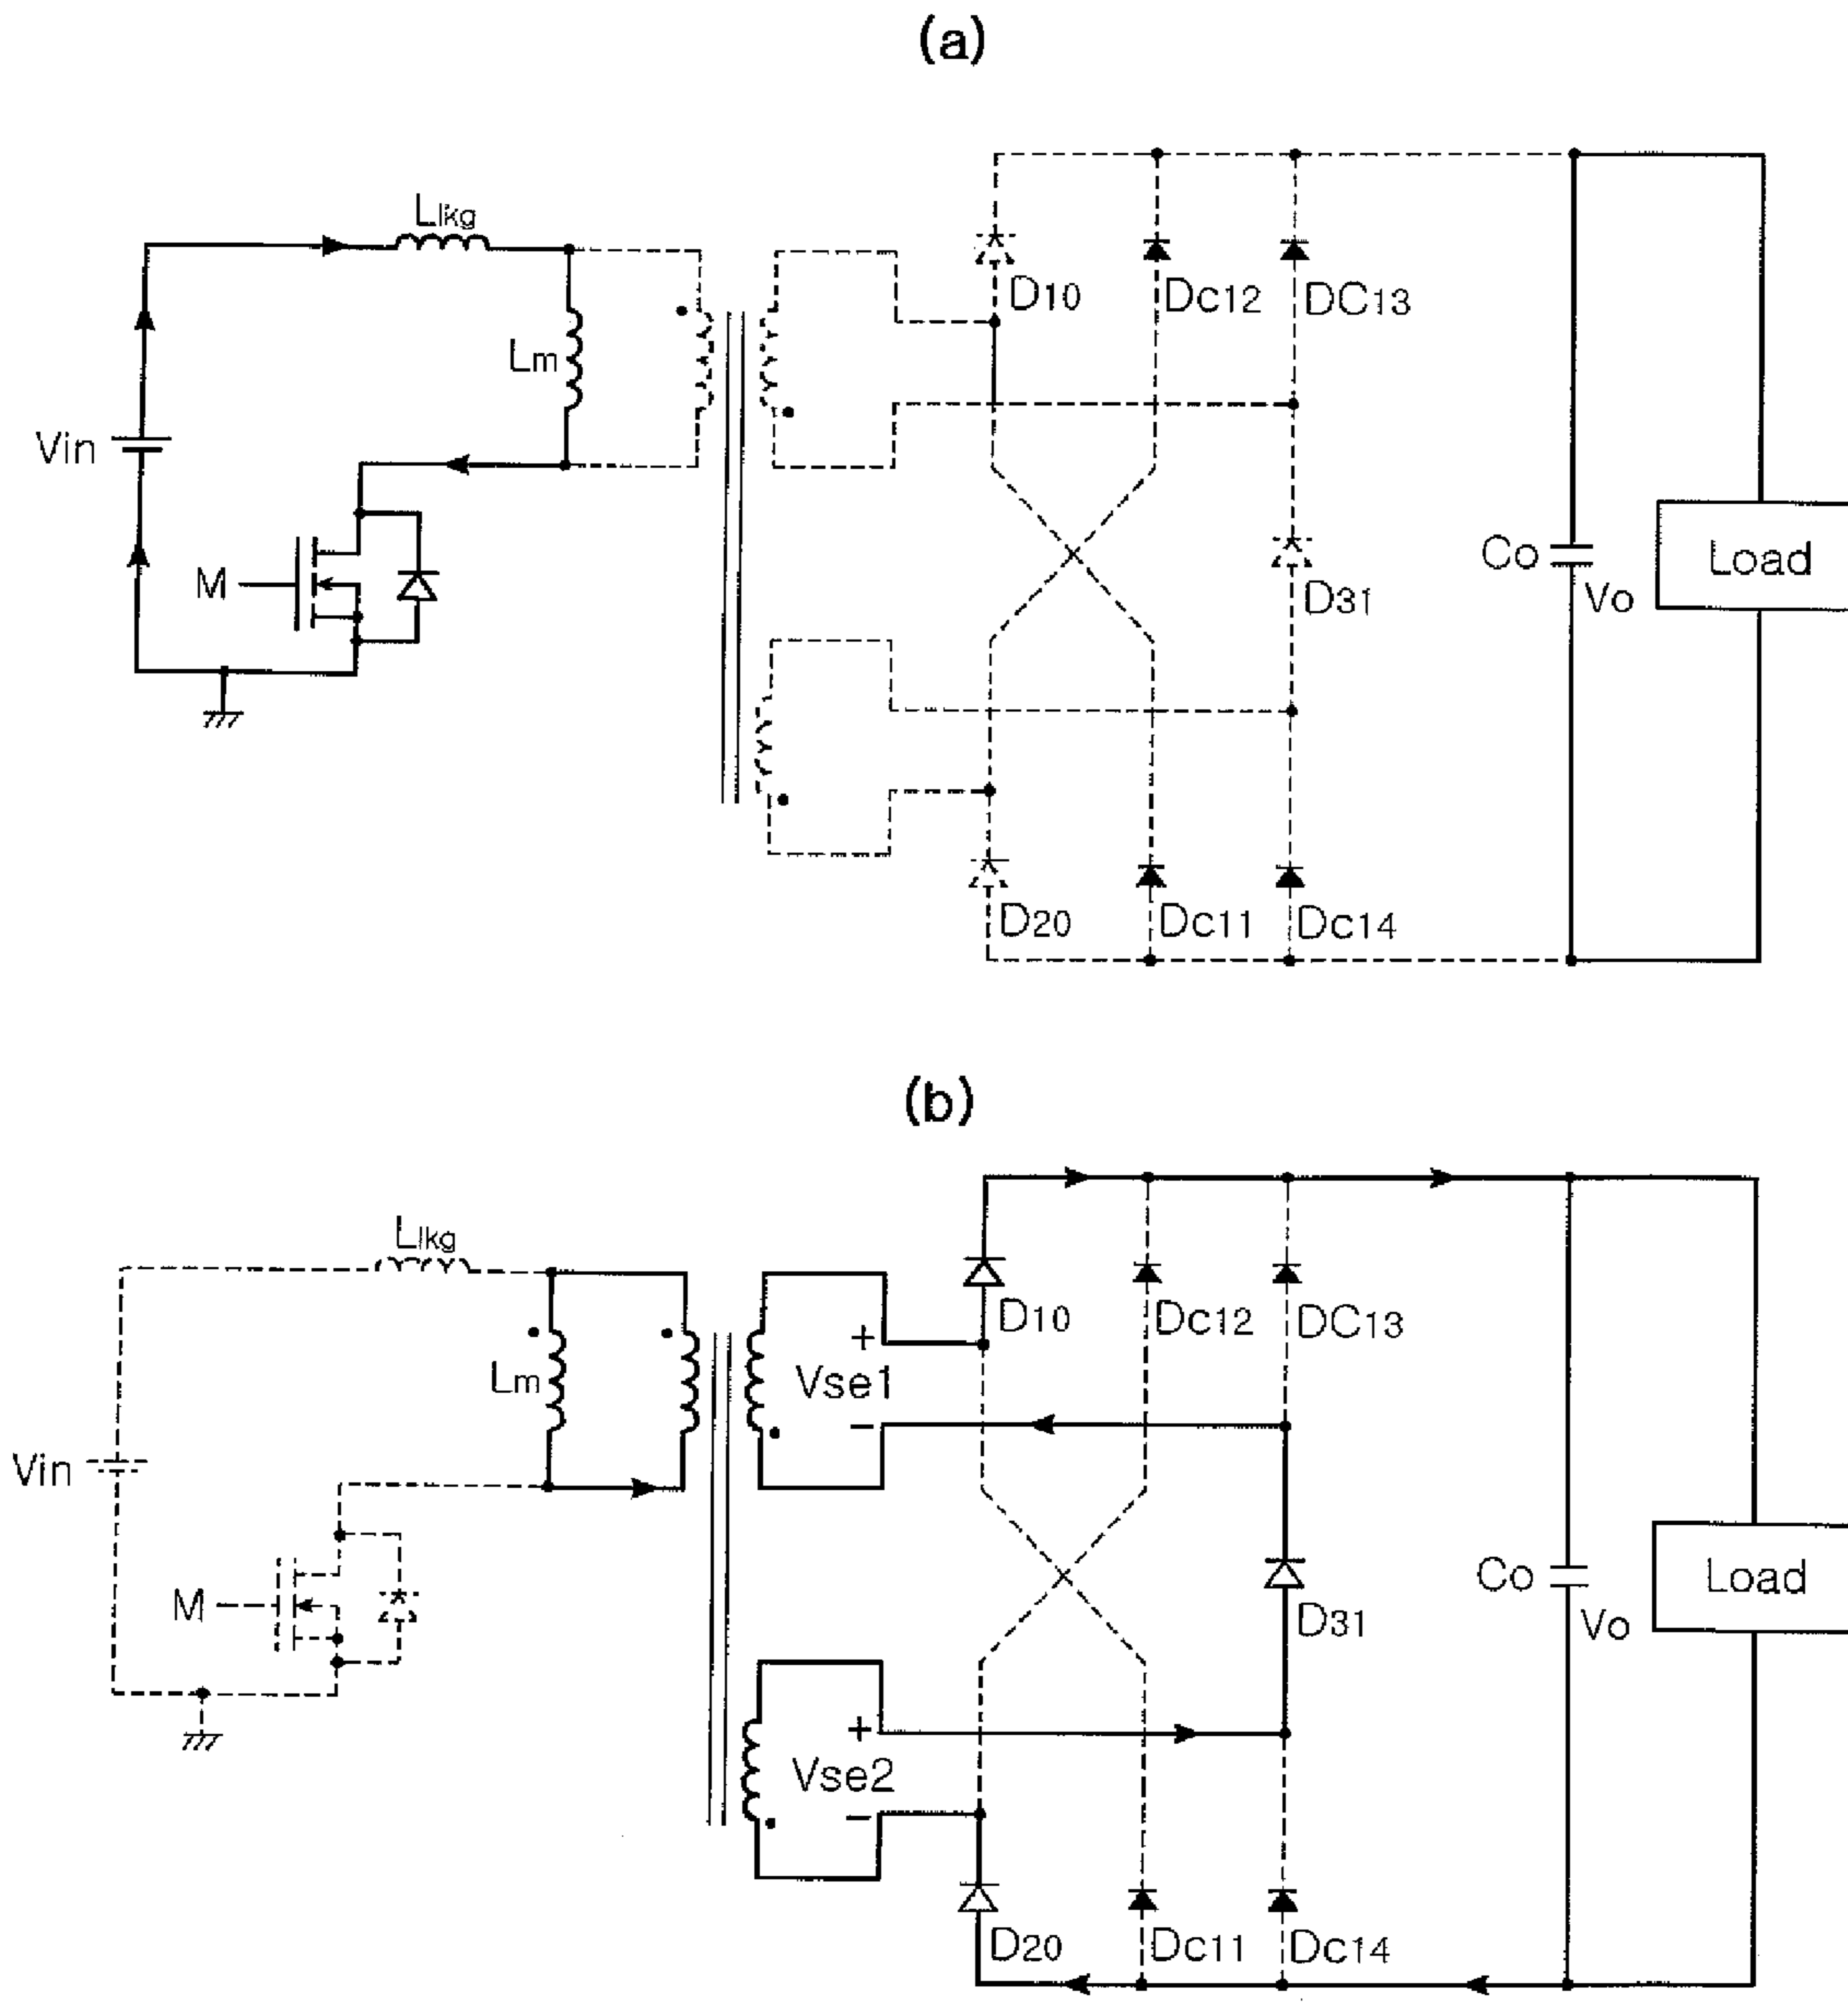 (a)
Llkg
D10
Dc12
DC13
Lm
Vin
M
Co
Vo
Load
D31
D20
Dc11
Dc14
(b)
Llkg
D10
Dc12
DC13
Lm
+
Vse1
−
Vin
M
Co
Vo
Load
D31
+
Vse2
−
D20
Dc11
Dc14